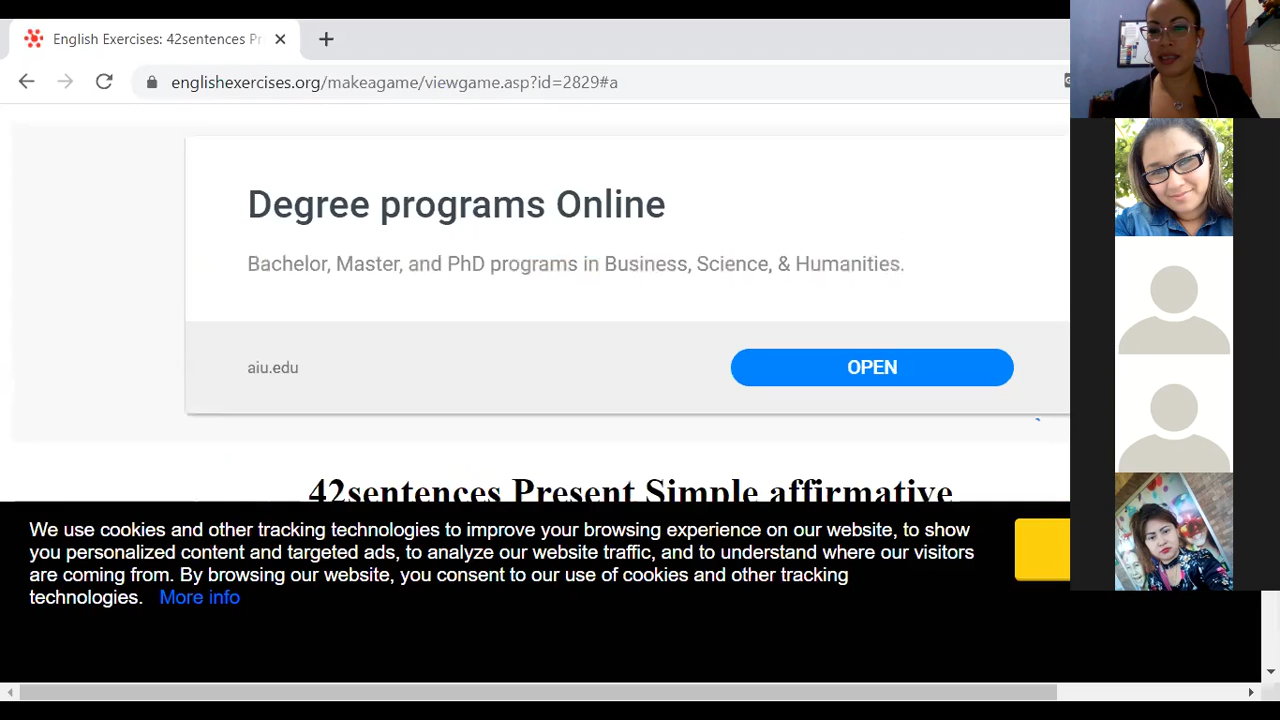 English Exercises: 42sentences Pr
englishexercises.org/makeagame/viewgame.asp?id=2829#a
Degree programs Online
Bachelor, Master, and PhD programs in Business, Science, & Humanities.
aiu.edu
OPEN
42sentences Present Simple affirmative
We use cookies and other tracking technologies to improve your browsing experience on our website, to show
you personalized content and targeted ads, to analyze our website traffic, and to understand where our visitors
are coming from. By browsing our website, you consent to our use of cookies and other tracking
technologies. More info